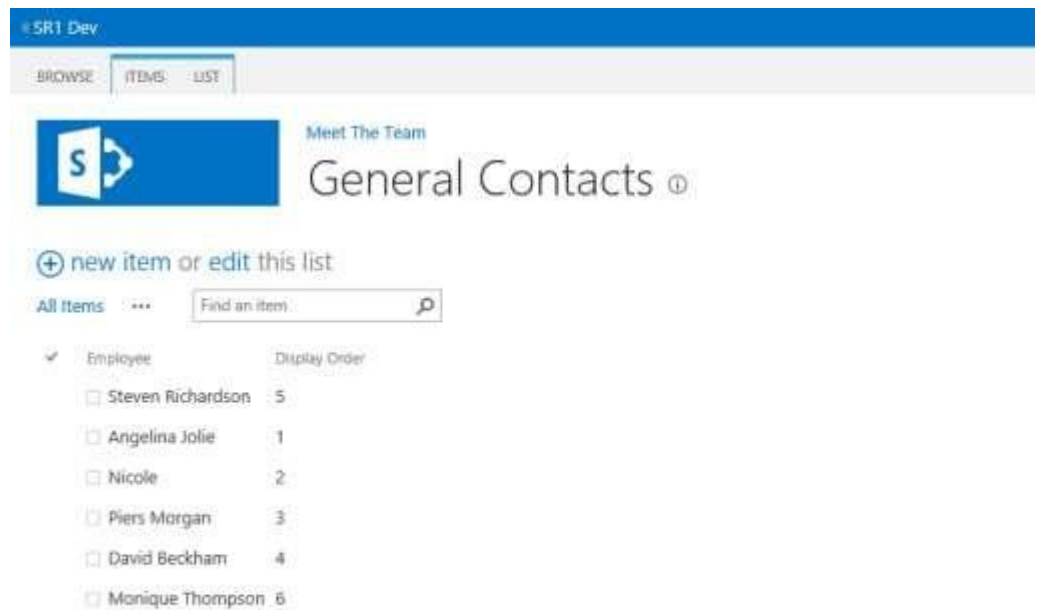 SR1 Dev
BROWSE ITEMS LIST
S
Meet The Team
General Contacts
new item or edit this list
All Items ••• Find an item
Employee Display Order
Steven Richardson 5
Angelina Jolie 1
Nicole 2
Piers Morgan 3
David Beckham 4
Monique Thompson 6